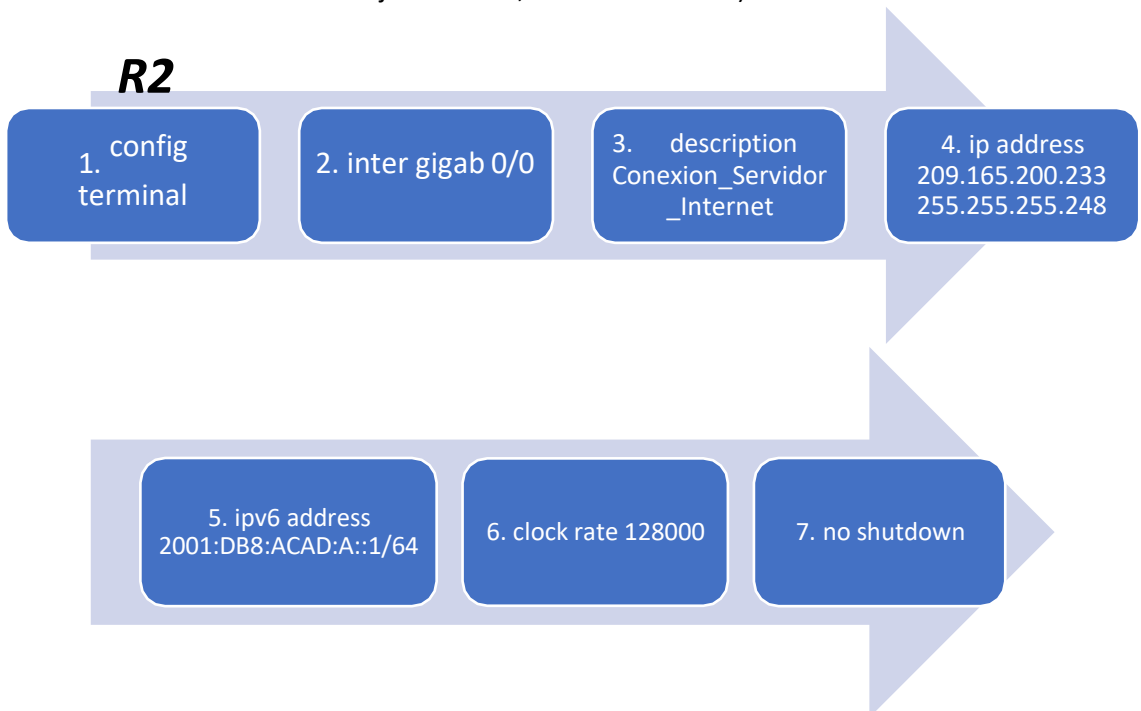 R2
1. config
terminal
2. inter gigab 0/0
3. description
Conexion_Servidor
_Internet
4. ip address
209.165.200.233
255.255.255.248
5. ipv6 address
2001:DB8:ACAD:A::1/64
6. clock rate 128000
7. no shutdown